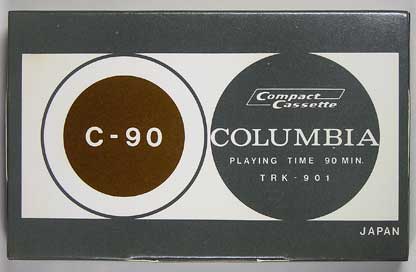 C-90
Compact
Cassette
COLUMBIA
PLAYING TIME 90 MIN.
TRK-901
JAPAN